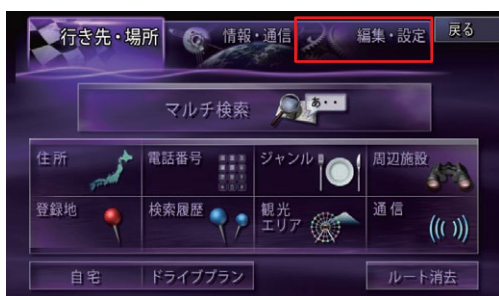 行き先・場所
情報・通信
編集・設定
戻る
マルチ検索
あ・・
住所
電話番号
ジャンル
周辺施設
登録地
検索履歴
観光
エリア
通信
自宅
ドライブプラン
ルート消去